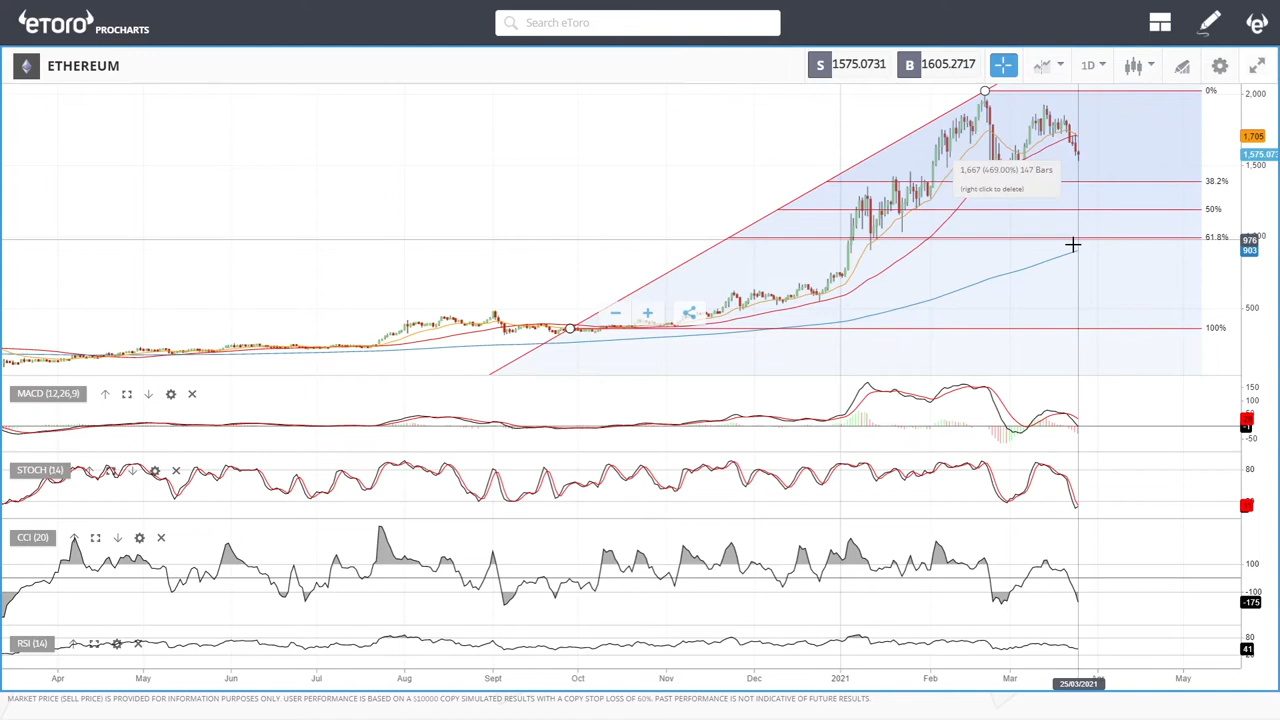 eToro PROCHARTS
Search eToro
ETHEREUM
S 1575.0731
B 1605.2717
1D
2,000
0%
1,705
1,575.073
1,500
1,667 (469.00%) 147 Bars
(right click to delete)
38.2%
50%
61.8%
976
903
500
100%
MACD (12,26,9)
150
100
-50
STOCH (14)
80
CCI (20)
100
-100
-175
RSI (14)
80
41
Apr
May
Jun
Jul
Aug
Sept
Oct
Nov
Dec
2021
Feb
Mar
25/03/2021
May
MARKET PRICE (SELL PRICE) IS PROVIDED FOR INFORMATION PURPOSES ONLY. USER PERFORMANCE IS BASED ON A $10000 COPY SIMULATED RESULTS WITH A COPY STOP LOSS OF 60%. PAST PERFORMANCE IS NOT INDICATIVE OF FUTURE RESULTS.